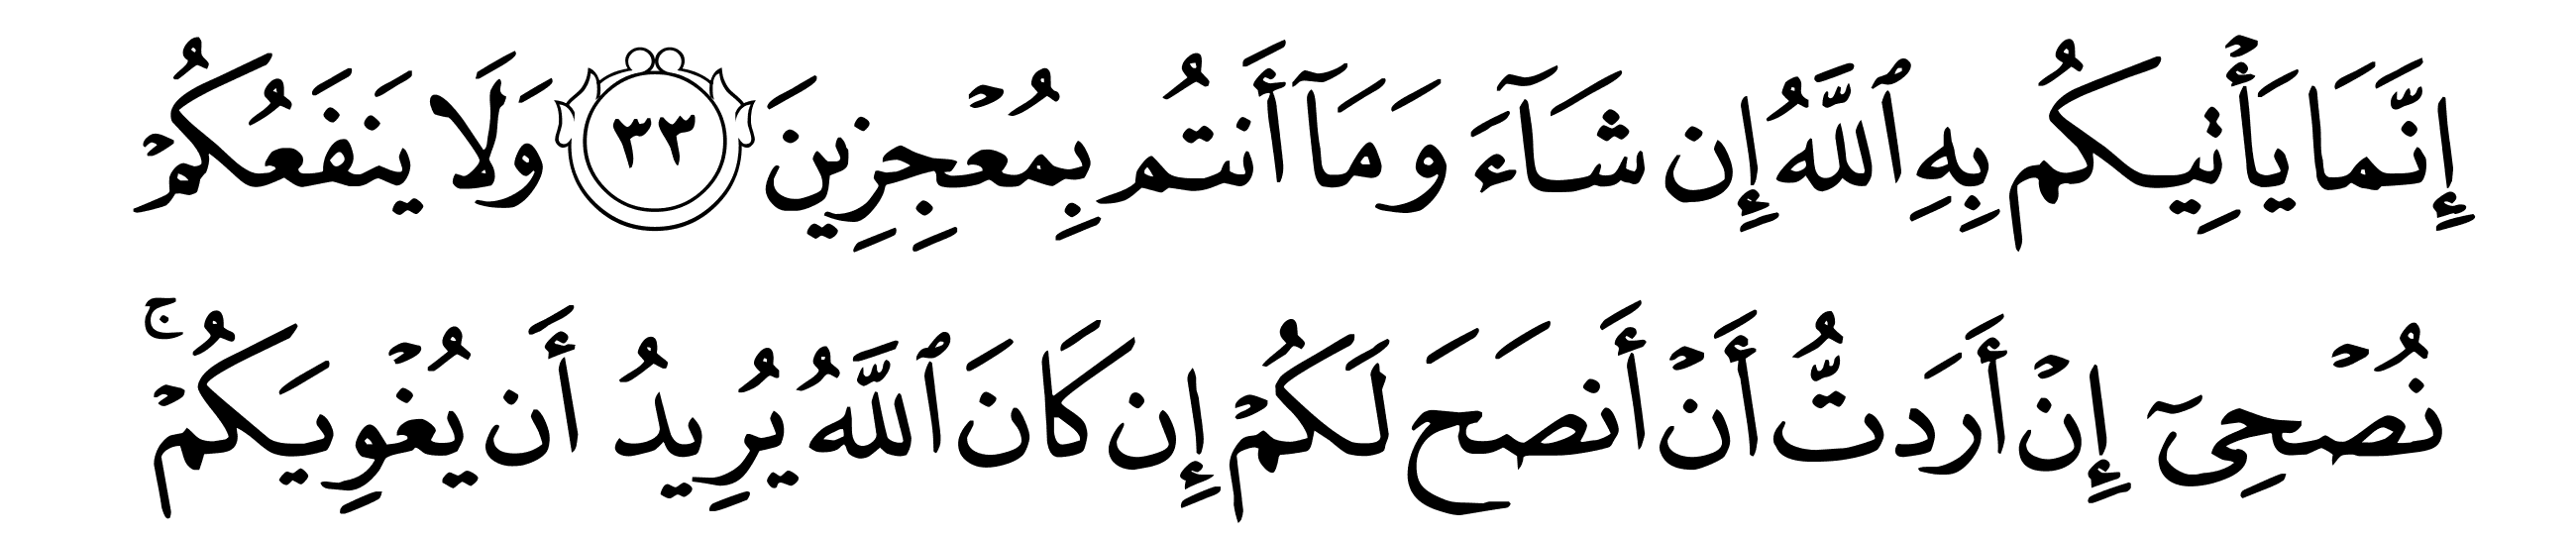 إِنَّمَا يَأۡتِيكُم بِهِ ٱللَّهُ إِن شَآءَ وَمَآ أَنتُم بِمُعۡجِزِينَ ٣٣ وَلَا يَنفَعُكُمۡ
نُصۡحِيٓ إِنۡ أَرَدتُّ أَنۡ أَنصَحَ لَكُمۡ إِن كَانَ ٱللَّهُ يُرِيدُ أَن يُغۡوِيَكُمۡۚ